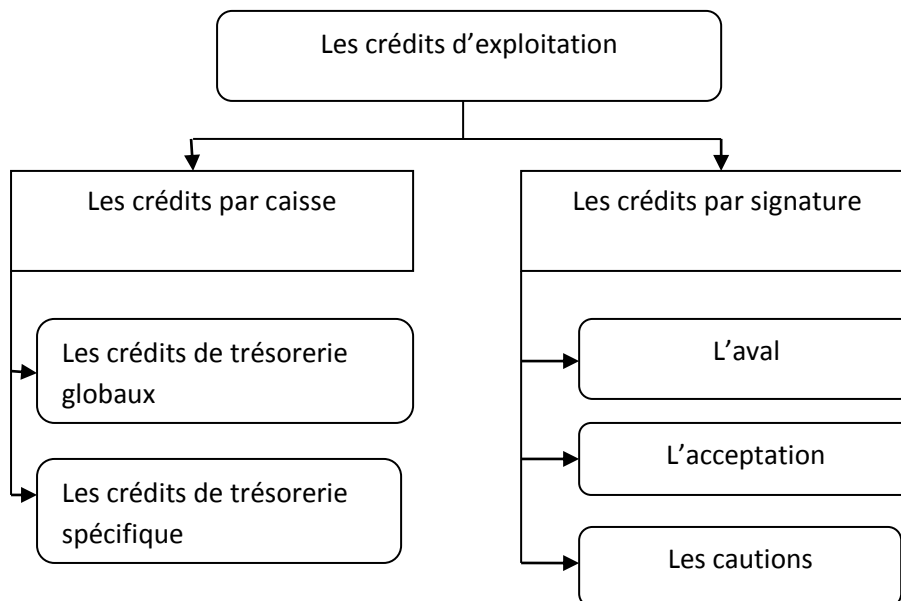 Les crédits d’exploitation
Les crédits par caisse
Les crédits par signature
Les crédits de trésorerie
globaux
Les crédits de trésorerie
spécifique
L’aval
L’acceptation
Les cautions